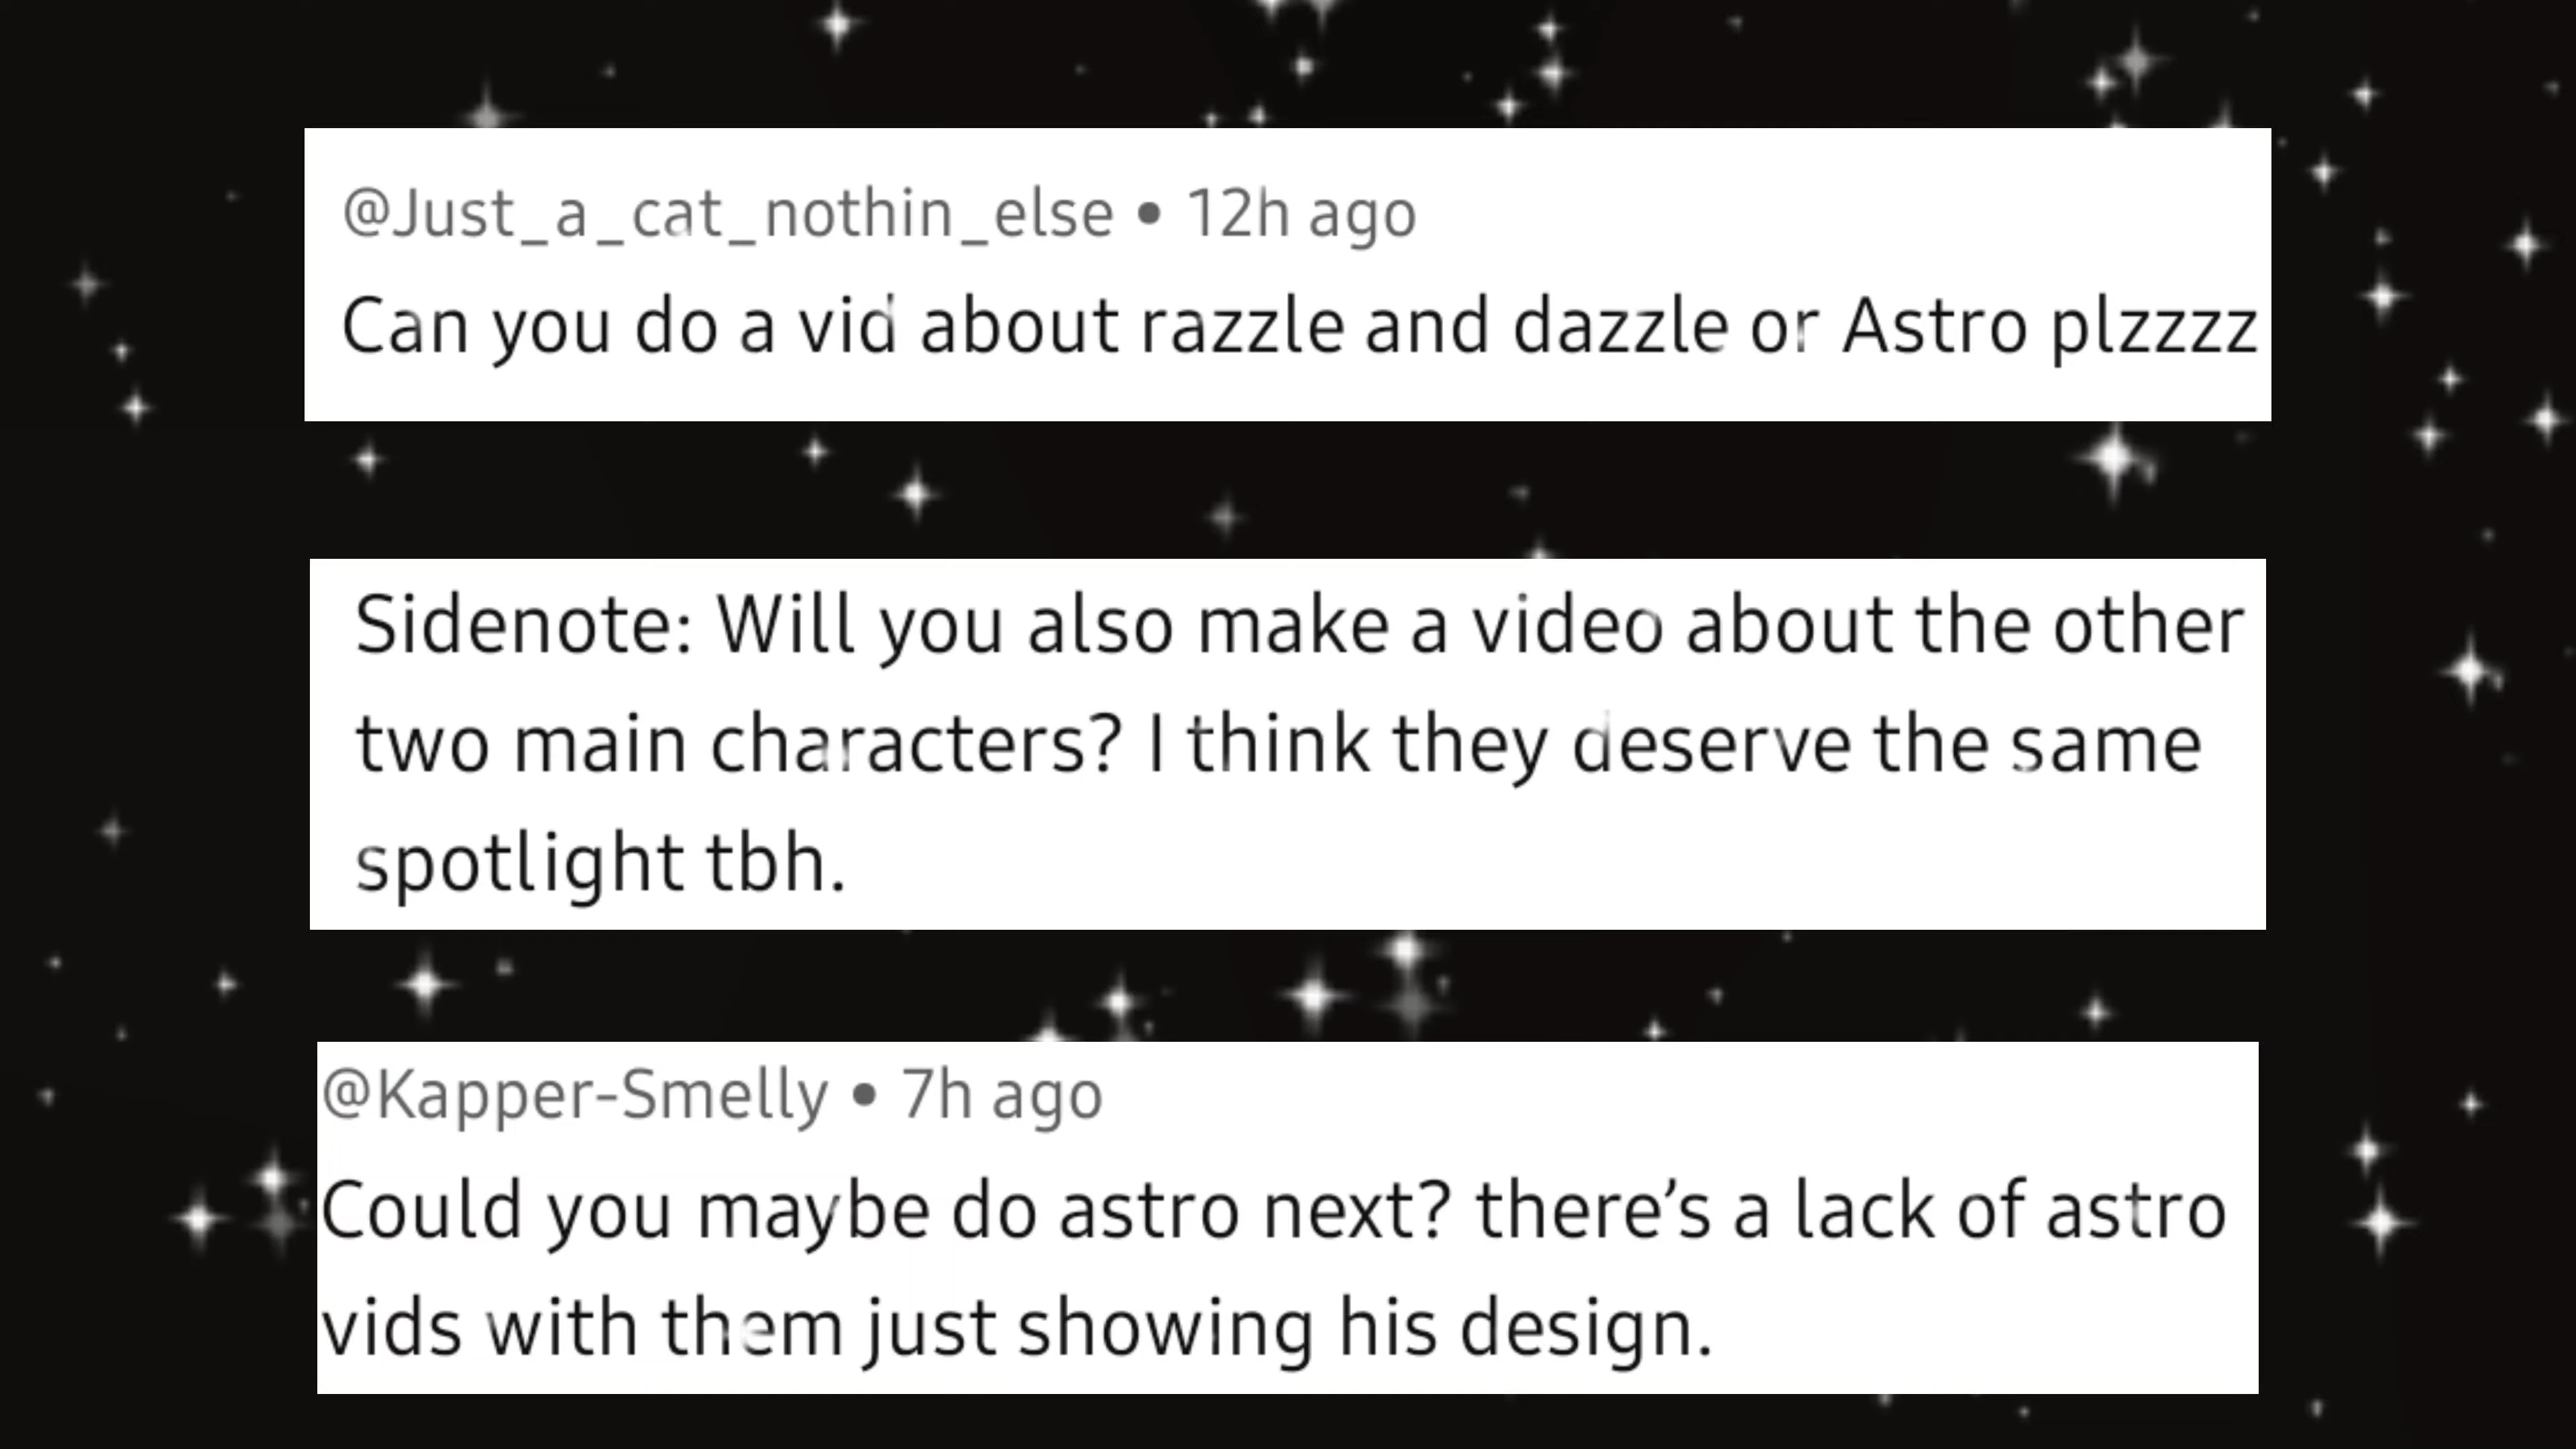 @Just_a_cat_nothin_else • 12h ago
Can you do a vid about razzle and dazzle or Astro plzzzz
Sidenote: Will you also make a video about the other
two main characters? I think they deserve the same
spotlight tbh.
@Kapper-Smelly • 7h ago
Could you maybe do astro next? there’s a lack of astro
vids with them just showing his design.